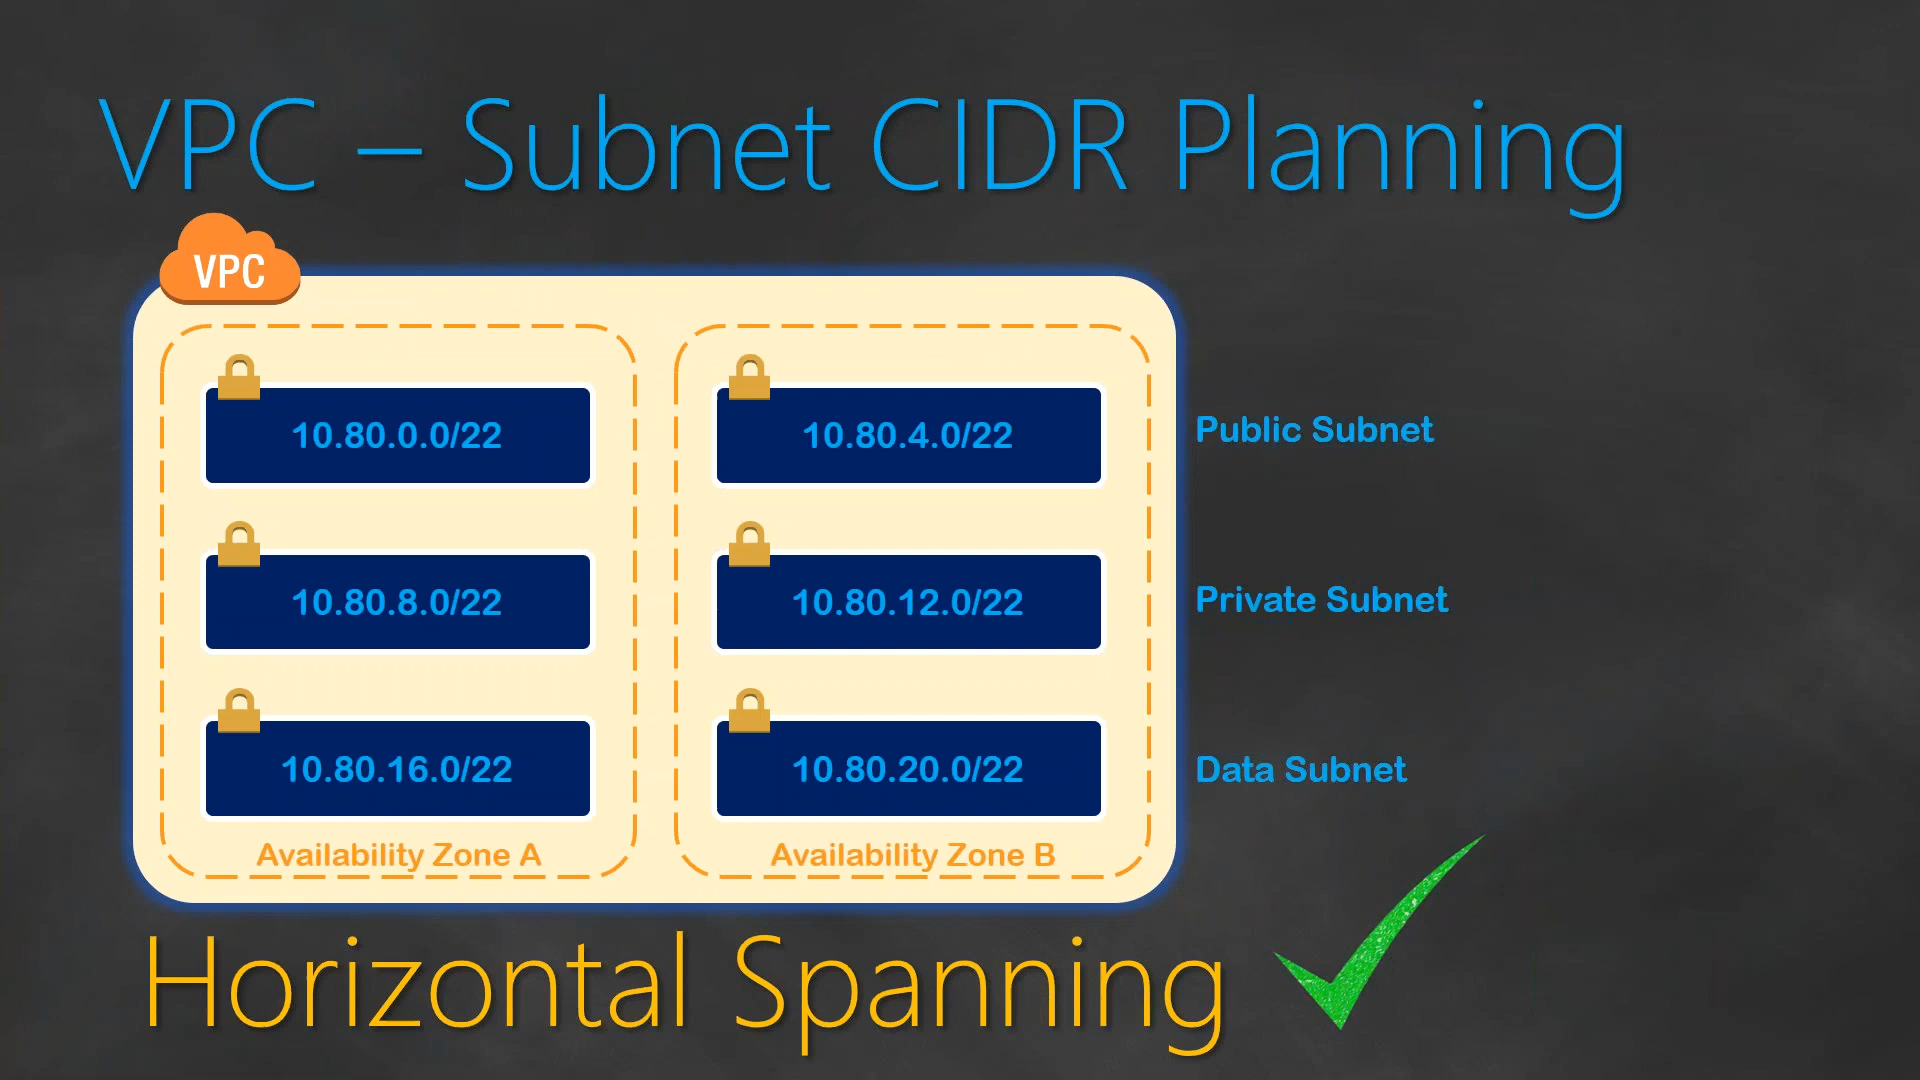 VPC – Subnet CIDR Planning
VPC
10.80.0.0/22
10.80.4.0/22
Public Subnet
10.80.8.0/22
10.80.12.0/22
Private Subnet
10.80.16.0/22
10.80.20.0/22
Data Subnet
Availability Zone A
Availability Zone B
Horizontal Spanning